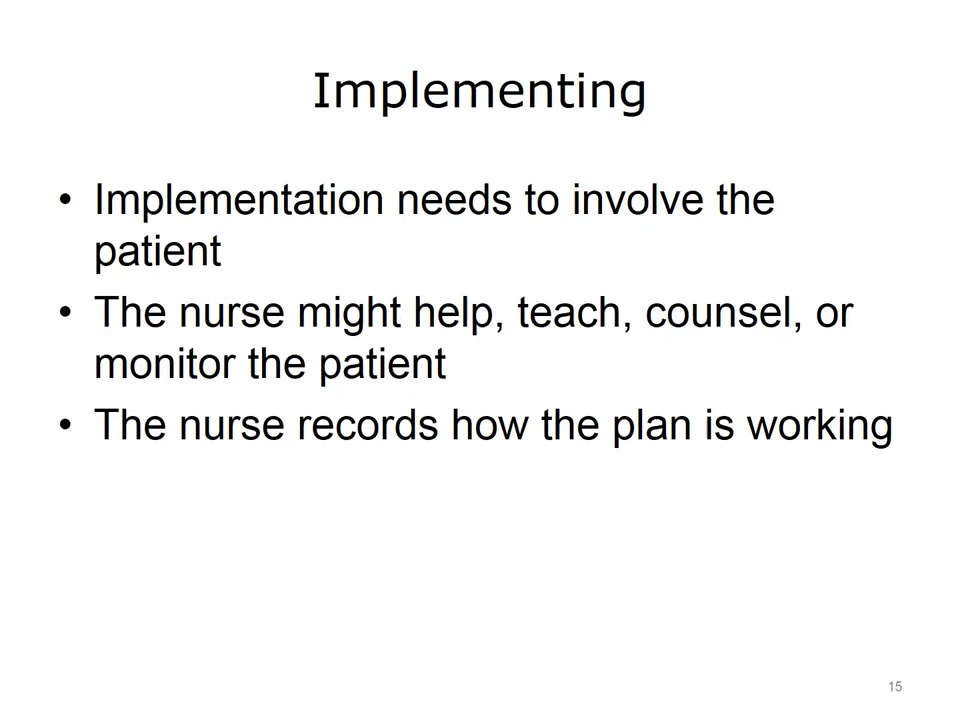 Implementing
• Implementation needs to involve the
patient
• The nurse might help, teach, counsel, or
monitor the patient
• The nurse records how the plan is working
15